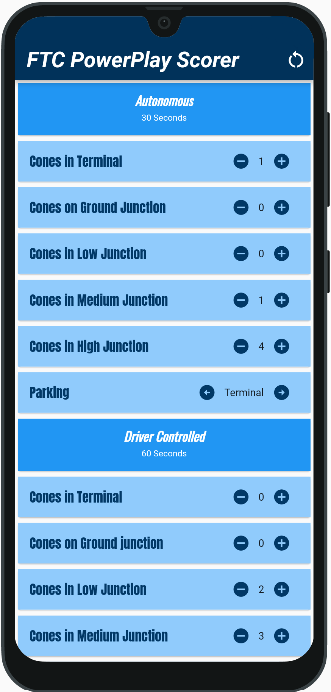 FTC PowerPlay Scorer
Autonomous
30 Seconds
Cones in Terminal 1
Cones on Ground Junction 0
Cones in Low Junction 0
Cones in Medium Junction 1
Cones in High Junction 4
Parking Terminal
Driver Controlled
60 Seconds
Cones in Terminal 0
Cones on Ground junction 0
Cones in Low Junction 2
Cones in Medium Junction 3